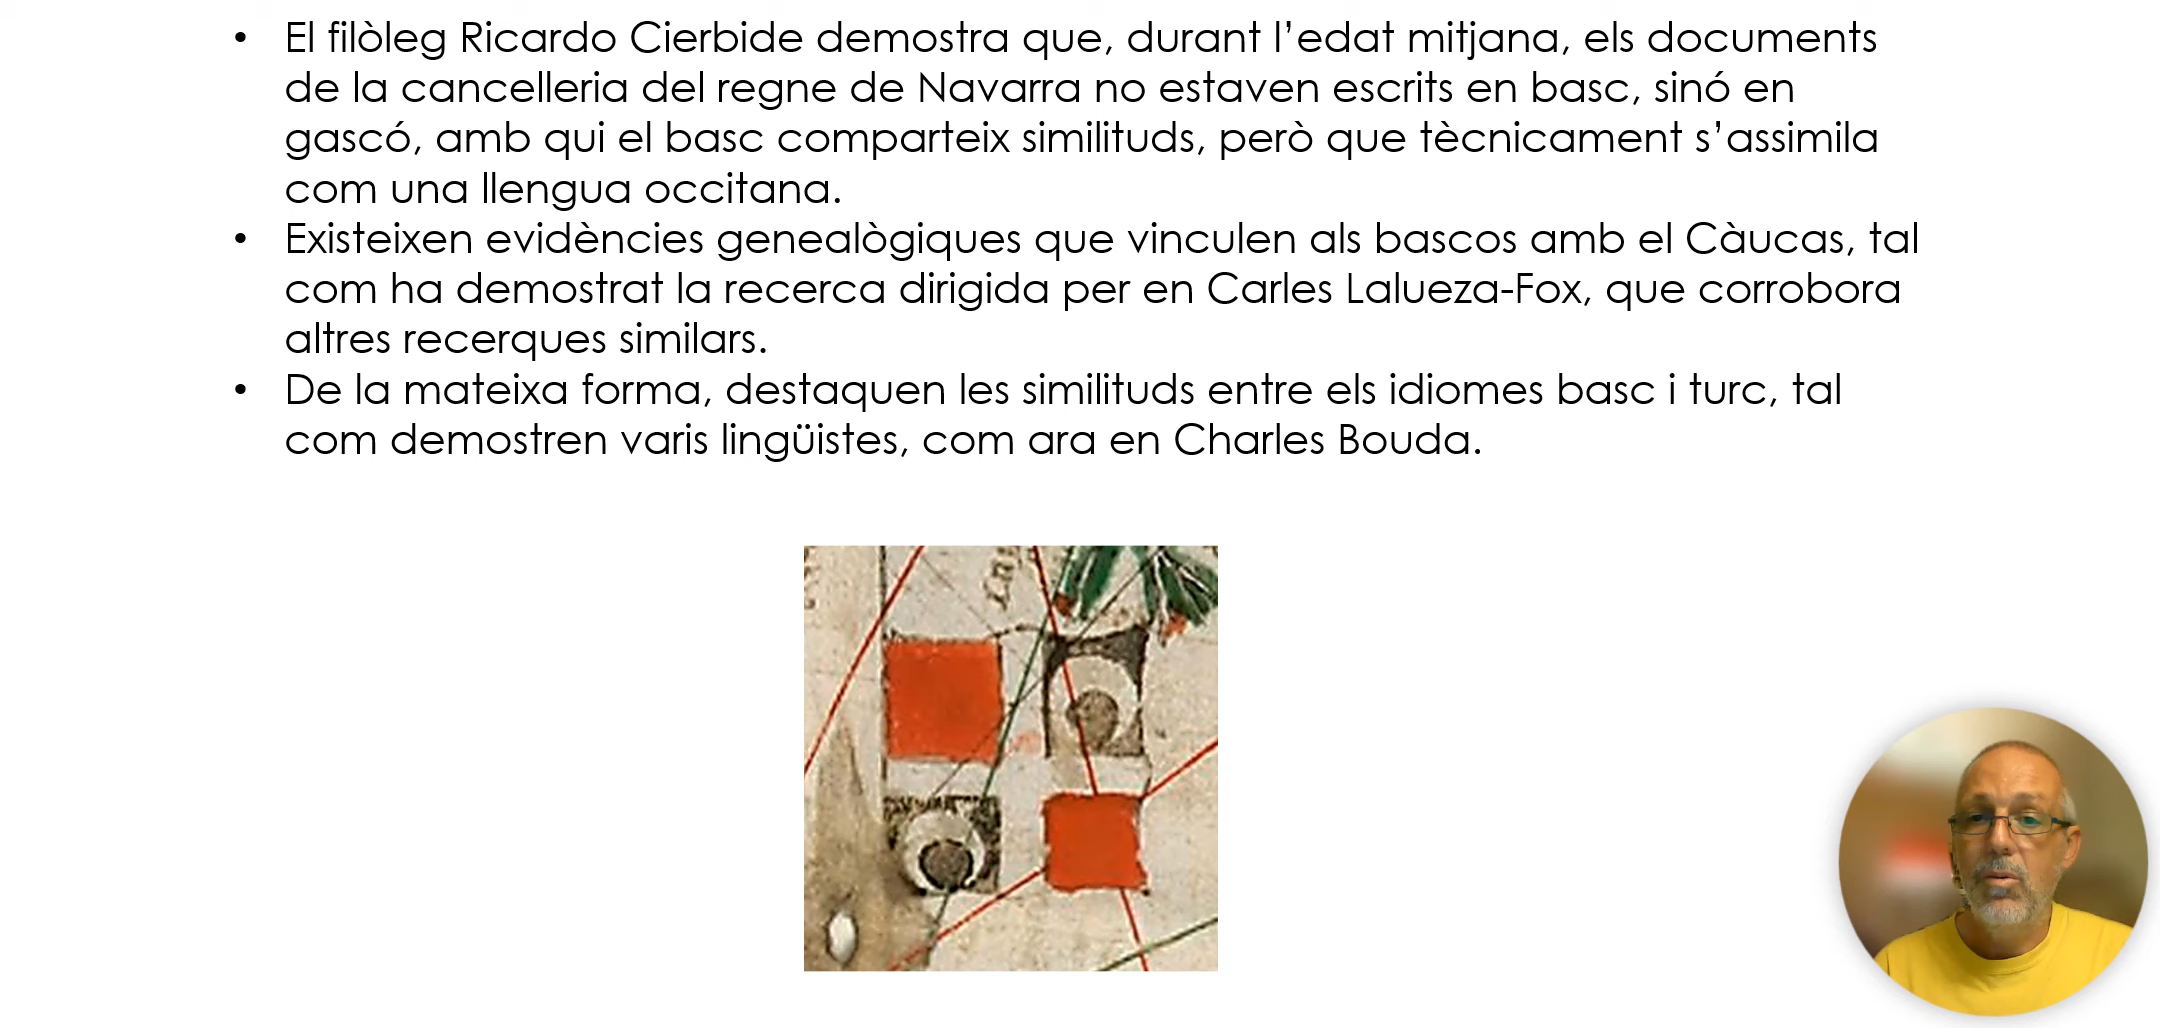 • El filòleg Ricardo Cierbide demostra que, durant l’edat mitjana, els documents
de la cancelleria del regne de Navarra no estaven escrits en basc, sinó en
gascó, amb qui el basc comparteix similituds, però que tècnicament s’assimila
com una llengua occitana.
• Existeixen evidències genealògiques que vinculen als bascos amb el Càucas, tal
com ha demostrat la recerca dirigida per en Carles Lalueza-Fox, que corrobora
altres recerques similars.
• De la mateixa forma, destaquen les similituds entre els idiomes basc i turc, tal
com demostren varis lingüistes, com ara en Charles Bouda.